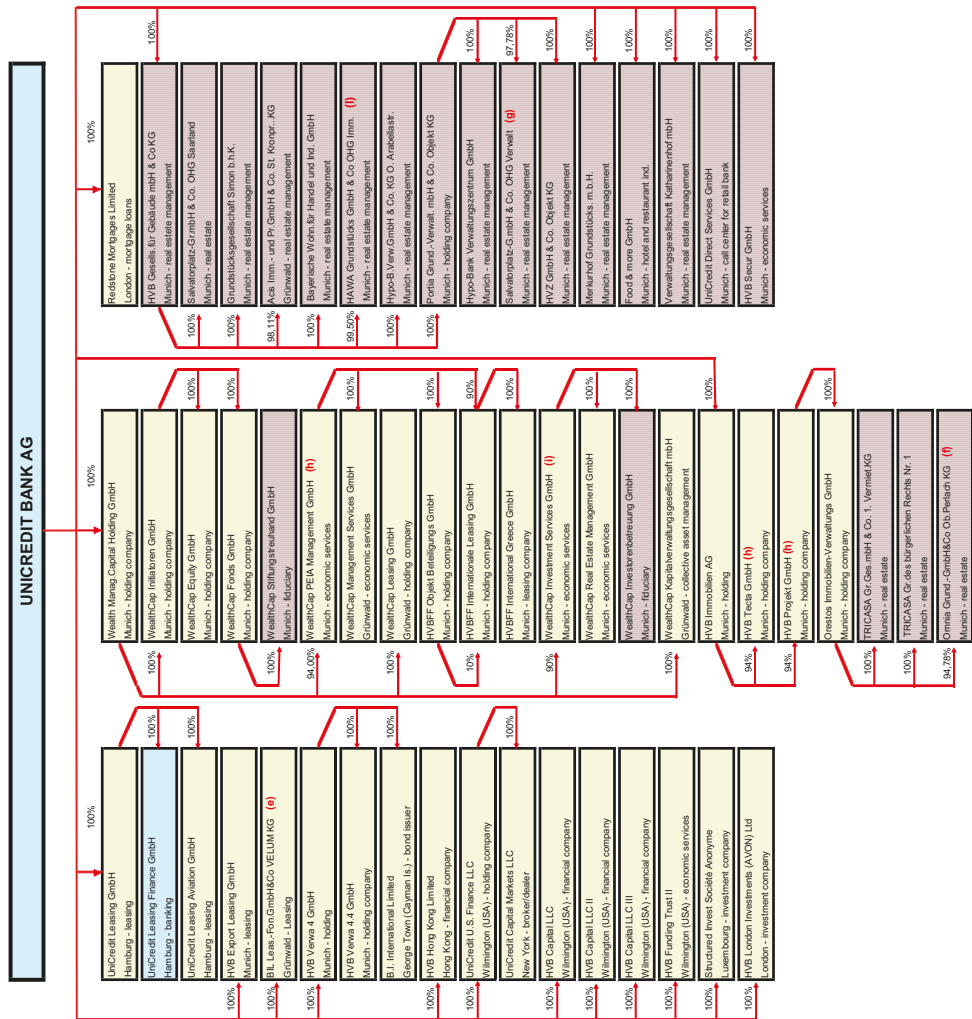 UNICREDIT BANK AG
100%
UniCredit Leasing GmbH
Hamburg - leasing
100%
UniCredit Leasing Finance GmbH
Hamburg - banking
100%
UniCredit Leasing Aviation GmbH
Hamburg - leasing
100%
HVB Export Leasing GmbH
Munich - leasing
100%
BIL Leas.-Fon.GmbH&Co VELUM KG (e)
Grünwald - Leasing
100%
HVB Verwa 4 GmbH
Munich - holding
100%
HVB Verwa 4.4 GmbH
Munich - holding company
100%
B.I. International Limited
George Town (Cayman Is.) - bond issuer
100%
HVB Hong Kong Limited
Hong Kong - financial company
100%
UniCredit U.S. Finance LLC
Wilmington (USA) - holding company
100%
UniCredit Capital Markets LLC
New York - broker/dealer
100%
HVB Capital LLC
Wilmington (USA) - financial company
100%
HVB Capital LLC II
Wilmington (USA) - financial company
100%
HVB Capital LLC III
Wilmington (USA) - financial company
100%
HVB Funding Trust II
Wilmington (USA) - economic services
100%
Structured Invest Société Anonyme
Luxembourg - investment company
100%
HVB London Investments (AVON) Ltd
London - investment company
100%
Wealth Manag.Capital Holding GmbH
Munich - holding company
100%
WealthCap Initiatoren GmbH
Munich - holding company
100%
WealthCap Equity GmbH
Munich - holding
100%
WealthCap Fonds GmbH
Munich - holding company
100%
WealthCap Stiftungstreuhand GmbH
Munich - fiduciary
94,00%
WealthCap PEIA Management GmbH (h)
Munich - economic services
100%
WealthCap Management Services GmbH
Grünwald - economic services
100%
WealthCap Leasing GmbH
Grünwald - holding company
100%
HVBFF Objekt Beteiligungs GmbH
Munich - holding company
10%
90%
HVBFF Internationale Leasing GmbH
Munich - holding company
100%
HVBFF International Greece GmbH
Munich - leasing company
90%
WealthCap Investment Services GmbH (i)
Munich - economic services
100%
WealthCap Real Estate Management GmbH
Munich - economic services
100%
WealthCap Investorenbetreuung GmbH
Munich - fiduciary
100%
WealthCap Kapitalverwaltungsgesellschaft mbH
Grünwald - collective asset management
100%
HVB Immobilien AG
Munich - holding
94%
HVB Tecta GmbH (h)
Munich - holding company
94%
HVB Projekt GmbH (h)
Munich - holding company
100%
Orestos Immobilien-Verwaltungs GmbH
Munich - holding company
100%
TRICASA Gr.Ges.mbH & Co. 1. Vermiet.KG
Munich - real estate
100%
TRICASA Gr.des bürgerlichen Rechts Nr. 1
Munich - real estate
94,78%
Omnia Grund.-GmbH&Co Ob.Perlach KG (f)
Munich - real estate
100%
Redstone Mortgages Limited
London - mortgage loans
100%
HVB Gesells.für Gebäude mbH & Co KG
Munich - real estate management
100%
Salvatorplatz-Gr.mbH & Co. OHG Saarland
Munich - real estate
100%
Grundstücksgesellschaft Simon b.h.K.
Munich - real estate management
98,11%
Acis Imm.- und Pr.GmbH & Co. St. Kronpr...KG
Grünwald - real estate management
100%
Bayerische Wohn.für Handel und Ind. GmbH
Munich - real estate management
99,50%
HAWA Grundstücks GmbH & Co OHG Imm. (l)
Munich - real estate management
100%
Hypo-B.Verw.GmbH & Co. KG O. Arabellastr.
Munich - real estate management
100%
Portia Grund.-Verwalt. mbH & Co. Objekt KG
Munich - holding company
100%
Hypo-Bank Verwaltungszentrum GmbH
Munich - real estate management
97,78%
Salvatorplatz-G.mbH & Co. OHG Verwalt (g)
Munich - real estate management
100%
HVZ GmbH & Co. Objekt KG
Munich - real estate management
100%
Merkurhof Grundstücks. m.b.H.
Munich - real estate management
100%
Food & more GmbH
Munich - hotel and restaurant ind.
100%
Verwaltungsgesellschaft Katharinenhof mbH
Munich - real estate management
100%
UniCredit Direct Services GmbH
Munich - call center for retail bank
100%
HVB Secur GmbH
Munich - economic services